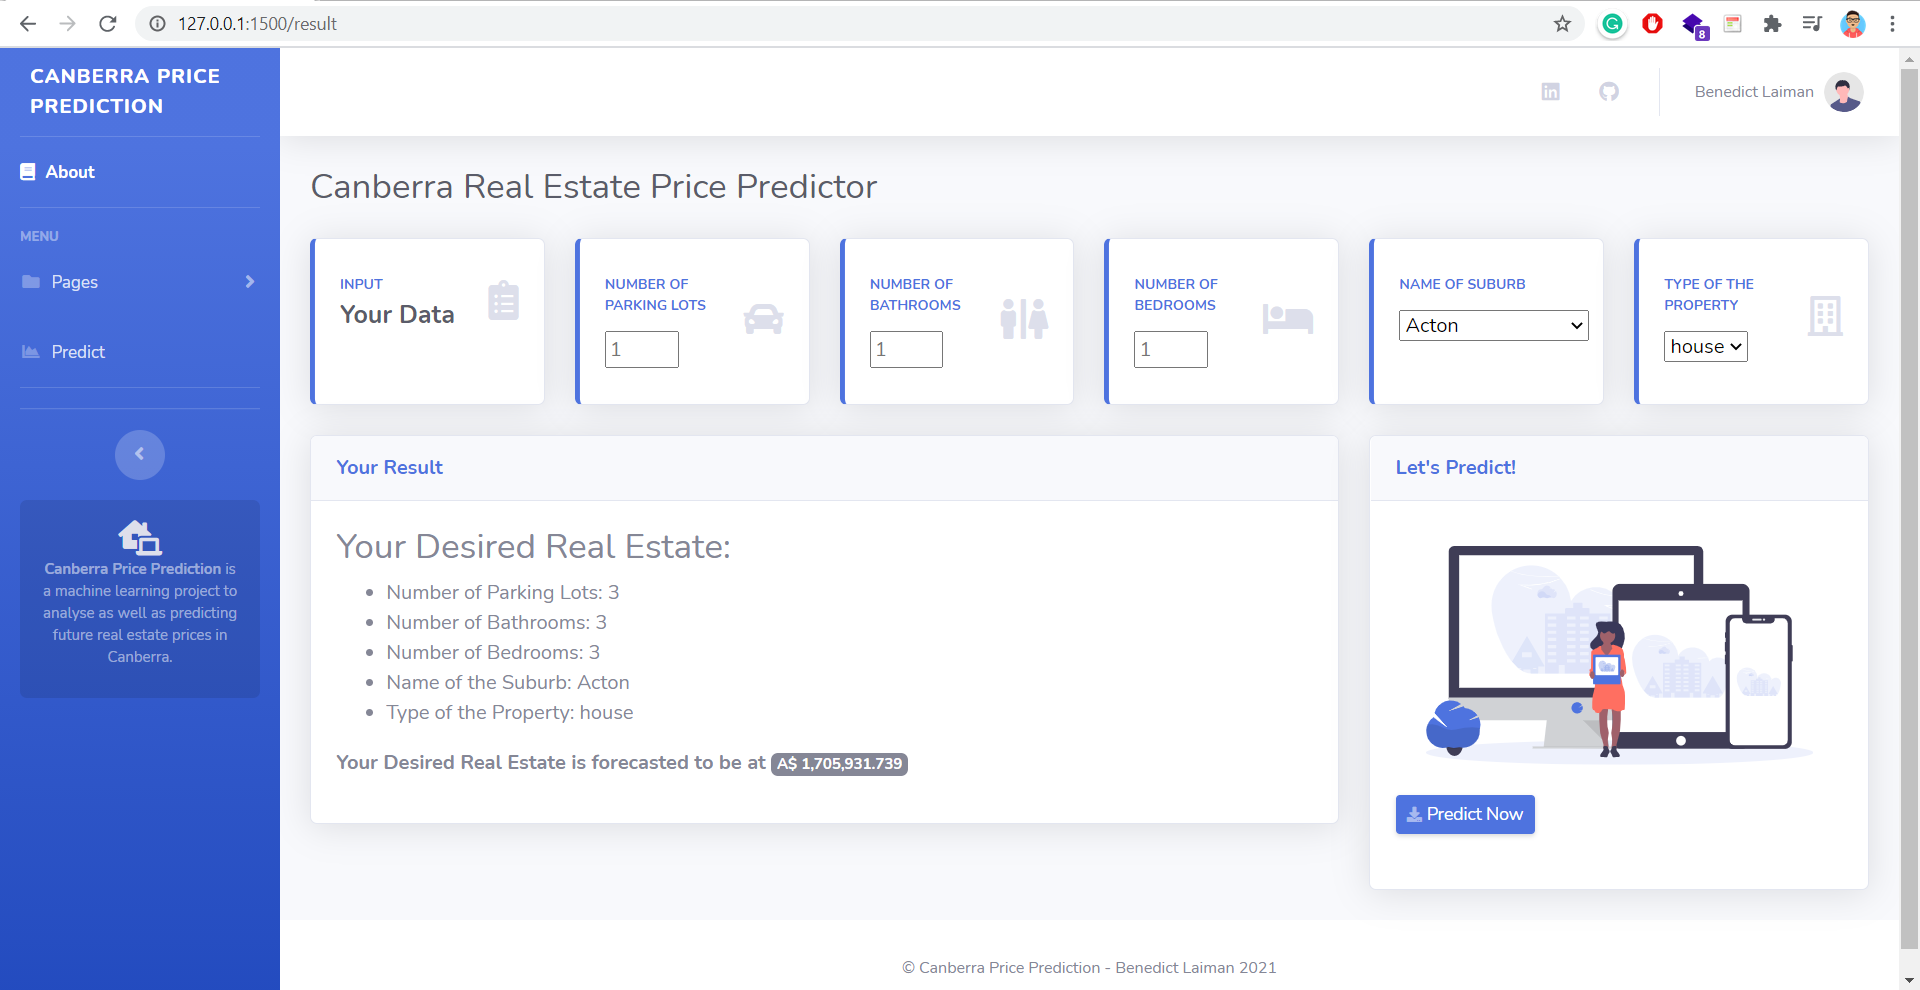 127.0.0.1:1500/result
8
CANBERRA PRICE
PREDICTION
About
MENU
Pages
Predict
Canberra Price Prediction is
a machine learning project to
analyse as well as predicting
future real estate prices in
Canberra.
Benedict Laiman
Canberra Real Estate Price Predictor
INPUT
Your Data
NUMBER OF
PARKING LOTS
1
NUMBER OF
BATHROOMS
1
NUMBER OF
BEDROOMS
1
NAME OF SUBURB
Acton
TYPE OF THE
PROPERTY
house
Your Result
Your Desired Real Estate:
Number of Parking Lots: 3
Number of Bathrooms: 3
Number of Bedrooms: 3
Name of the Suburb: Acton
Type of the Property: house
Your Desired Real Estate is forecasted to be at A$ 1,705,931.739
Let's Predict!
Predict Now
© Canberra Price Prediction - Benedict Laiman 2021